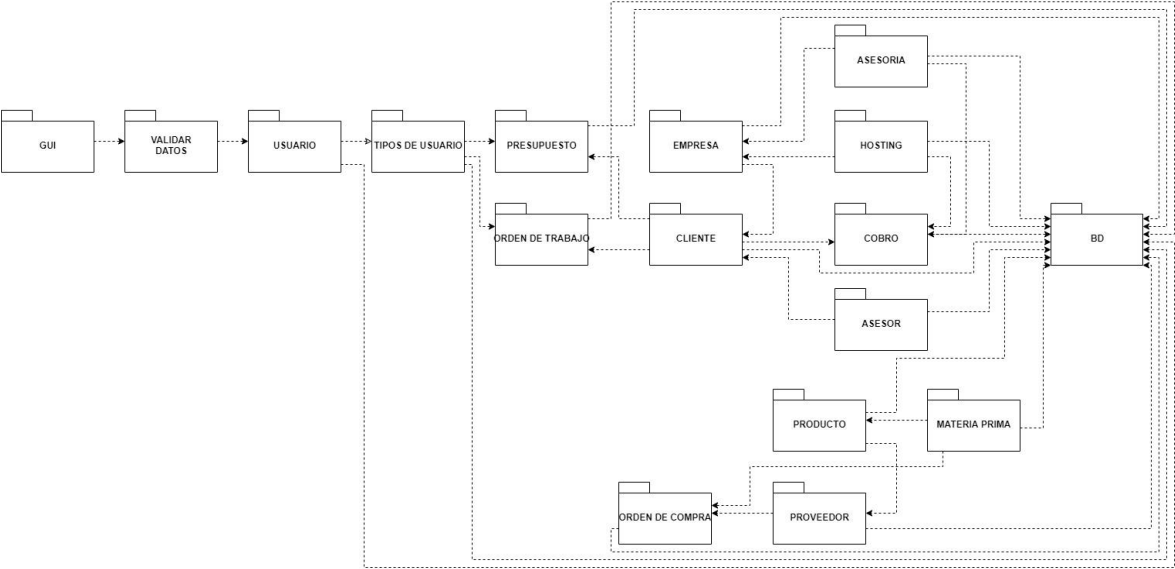 ASESORIA
GUI
VALIDAR
DATOS
USUARIO
TIPOS DE USUARIO
PRESUPUESTO
EMPRESA
HOSTING
ORDEN DE TRABAJO
CLIENTE
COBRO
BD
ASESOR
PRODUCTO
MATERIA PRIMA
ORDEN DE COMPRA
PROVEEDOR